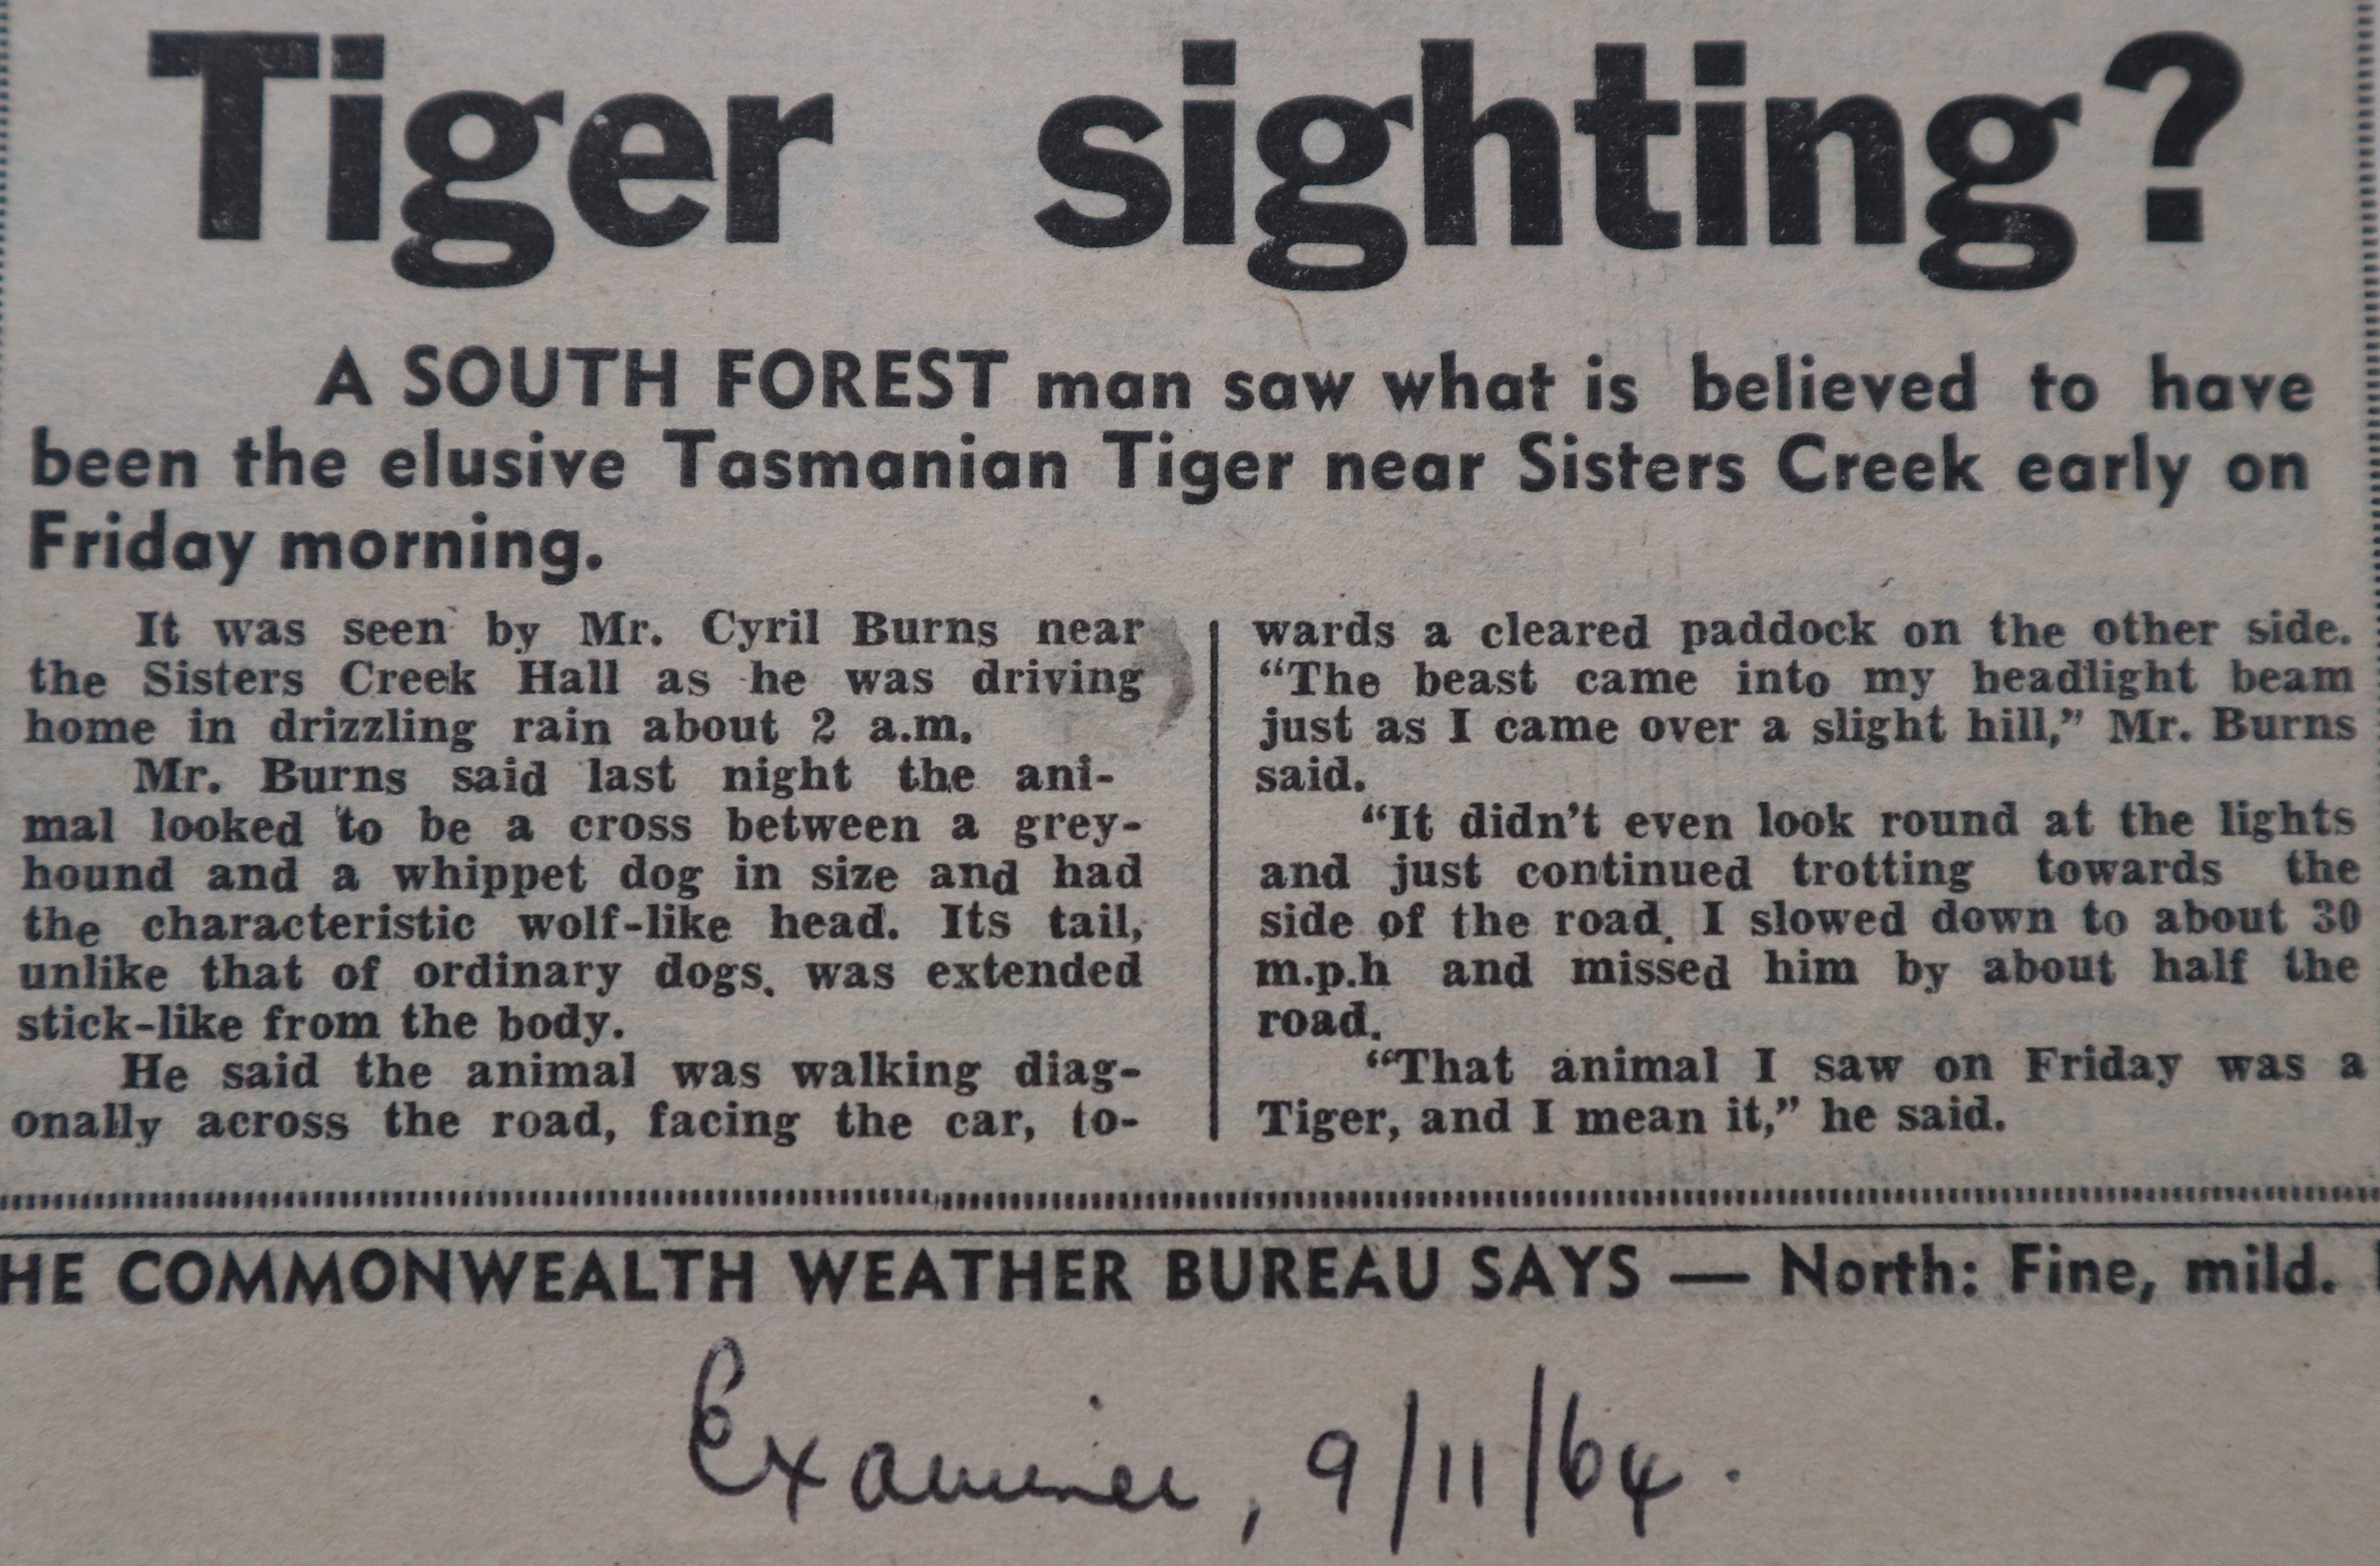 Tiger sighting?
A SOUTH FOREST man saw what is believed to have
been the elusive Tasmanian Tiger near Sisters Creek early on
Friday morning.
It was seen by Mr. Cyril Burns near
the Sisters Creek Hall as he was driving
home in drizzling rain about 2 a.m.
Mr. Burns said last night the ani-
mal looked to be a cross between a grey-
hound and a whippet dog in size and had
the characteristic wolf-like head. Its tail,
unlike that of ordinary dogs. was extended
stick-like from the body.
He said the animal was walking diag-
onally across the road, facing the car, to-
wards a cleared paddock on the other side.
“The beast came into my headlight beam
just as I came over a slight hill,” Mr. Burns
said.
“It didn’t even look round at the lights
and just continued trotting towards the
side of the road. I slowed down to about 30
m.p.h and missed him by about half the
road.
“That animal I saw on Friday was a
Tiger, and I mean it,” he said.
HE COMMONWEALTH WEATHER BUREAU SAYS — North: Fine, mild.
Examiner, 9/11/64.